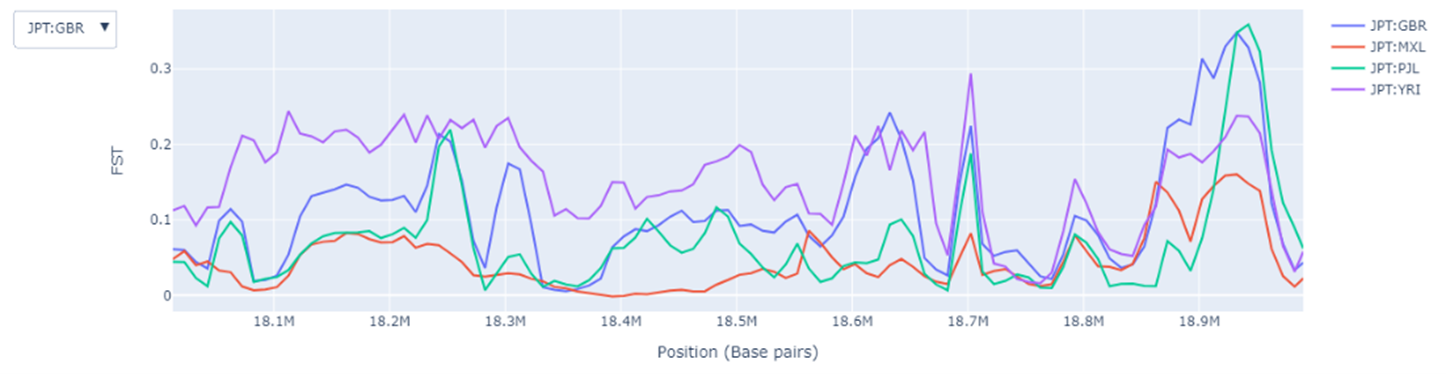 JPT:GBR ▼
FST
0.3
0.2
0.1
0
18.1M 18.2M 18.3M 18.4M 18.5M 18.6M 18.7M 18.8M 18.9M
Position (Base pairs)
JPT:GBR
JPT:MXL
JPT:PJL
JPT:YRI